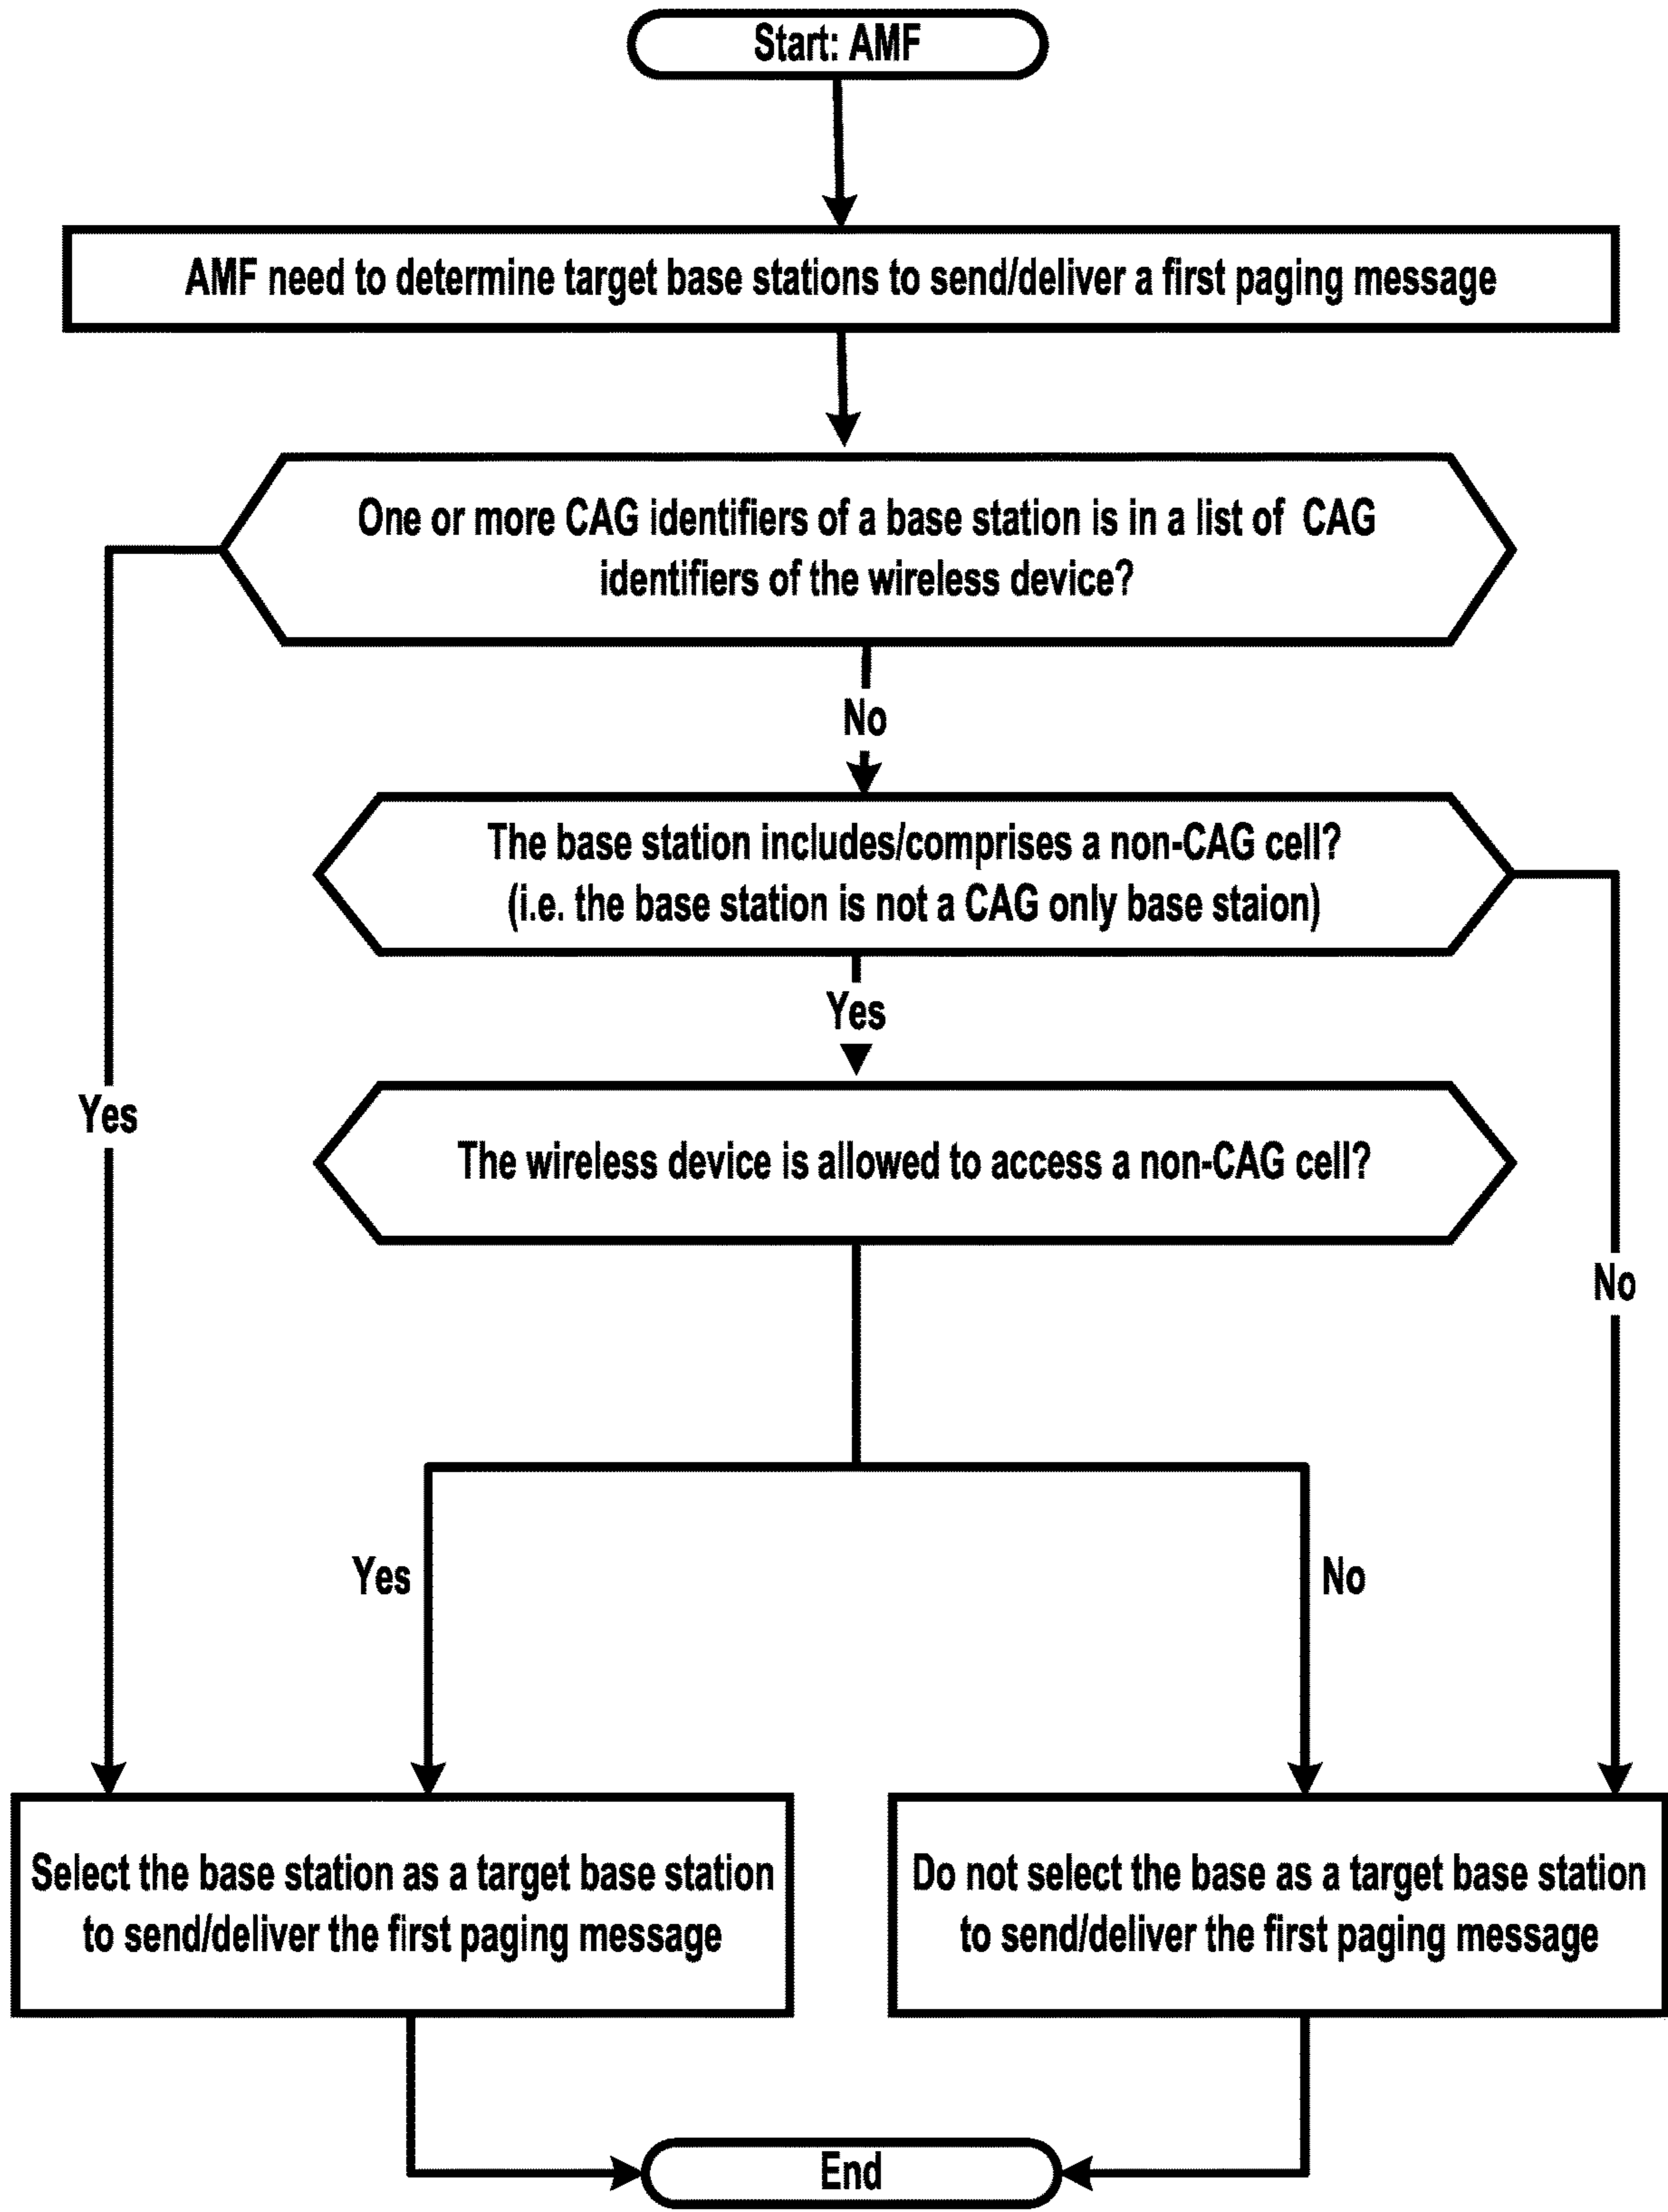 Start: AMF
AMF need to determine target base stations to send/deliver a first paging message
One or more CAG identifiers of a base station is in a list of CAG
identifiers of the wireless device?
No
The base station includes/comprises a non-CAG cell?
(i.e. the base station is not a CAG only base staion)
Yes
Yes
The wireless device is allowed to access a non-CAG cell?
No
Yes
No
Select the base station as a target base station
to send/deliver the first paging message
Do not select the base as a target base station
to send/deliver the first paging message
End